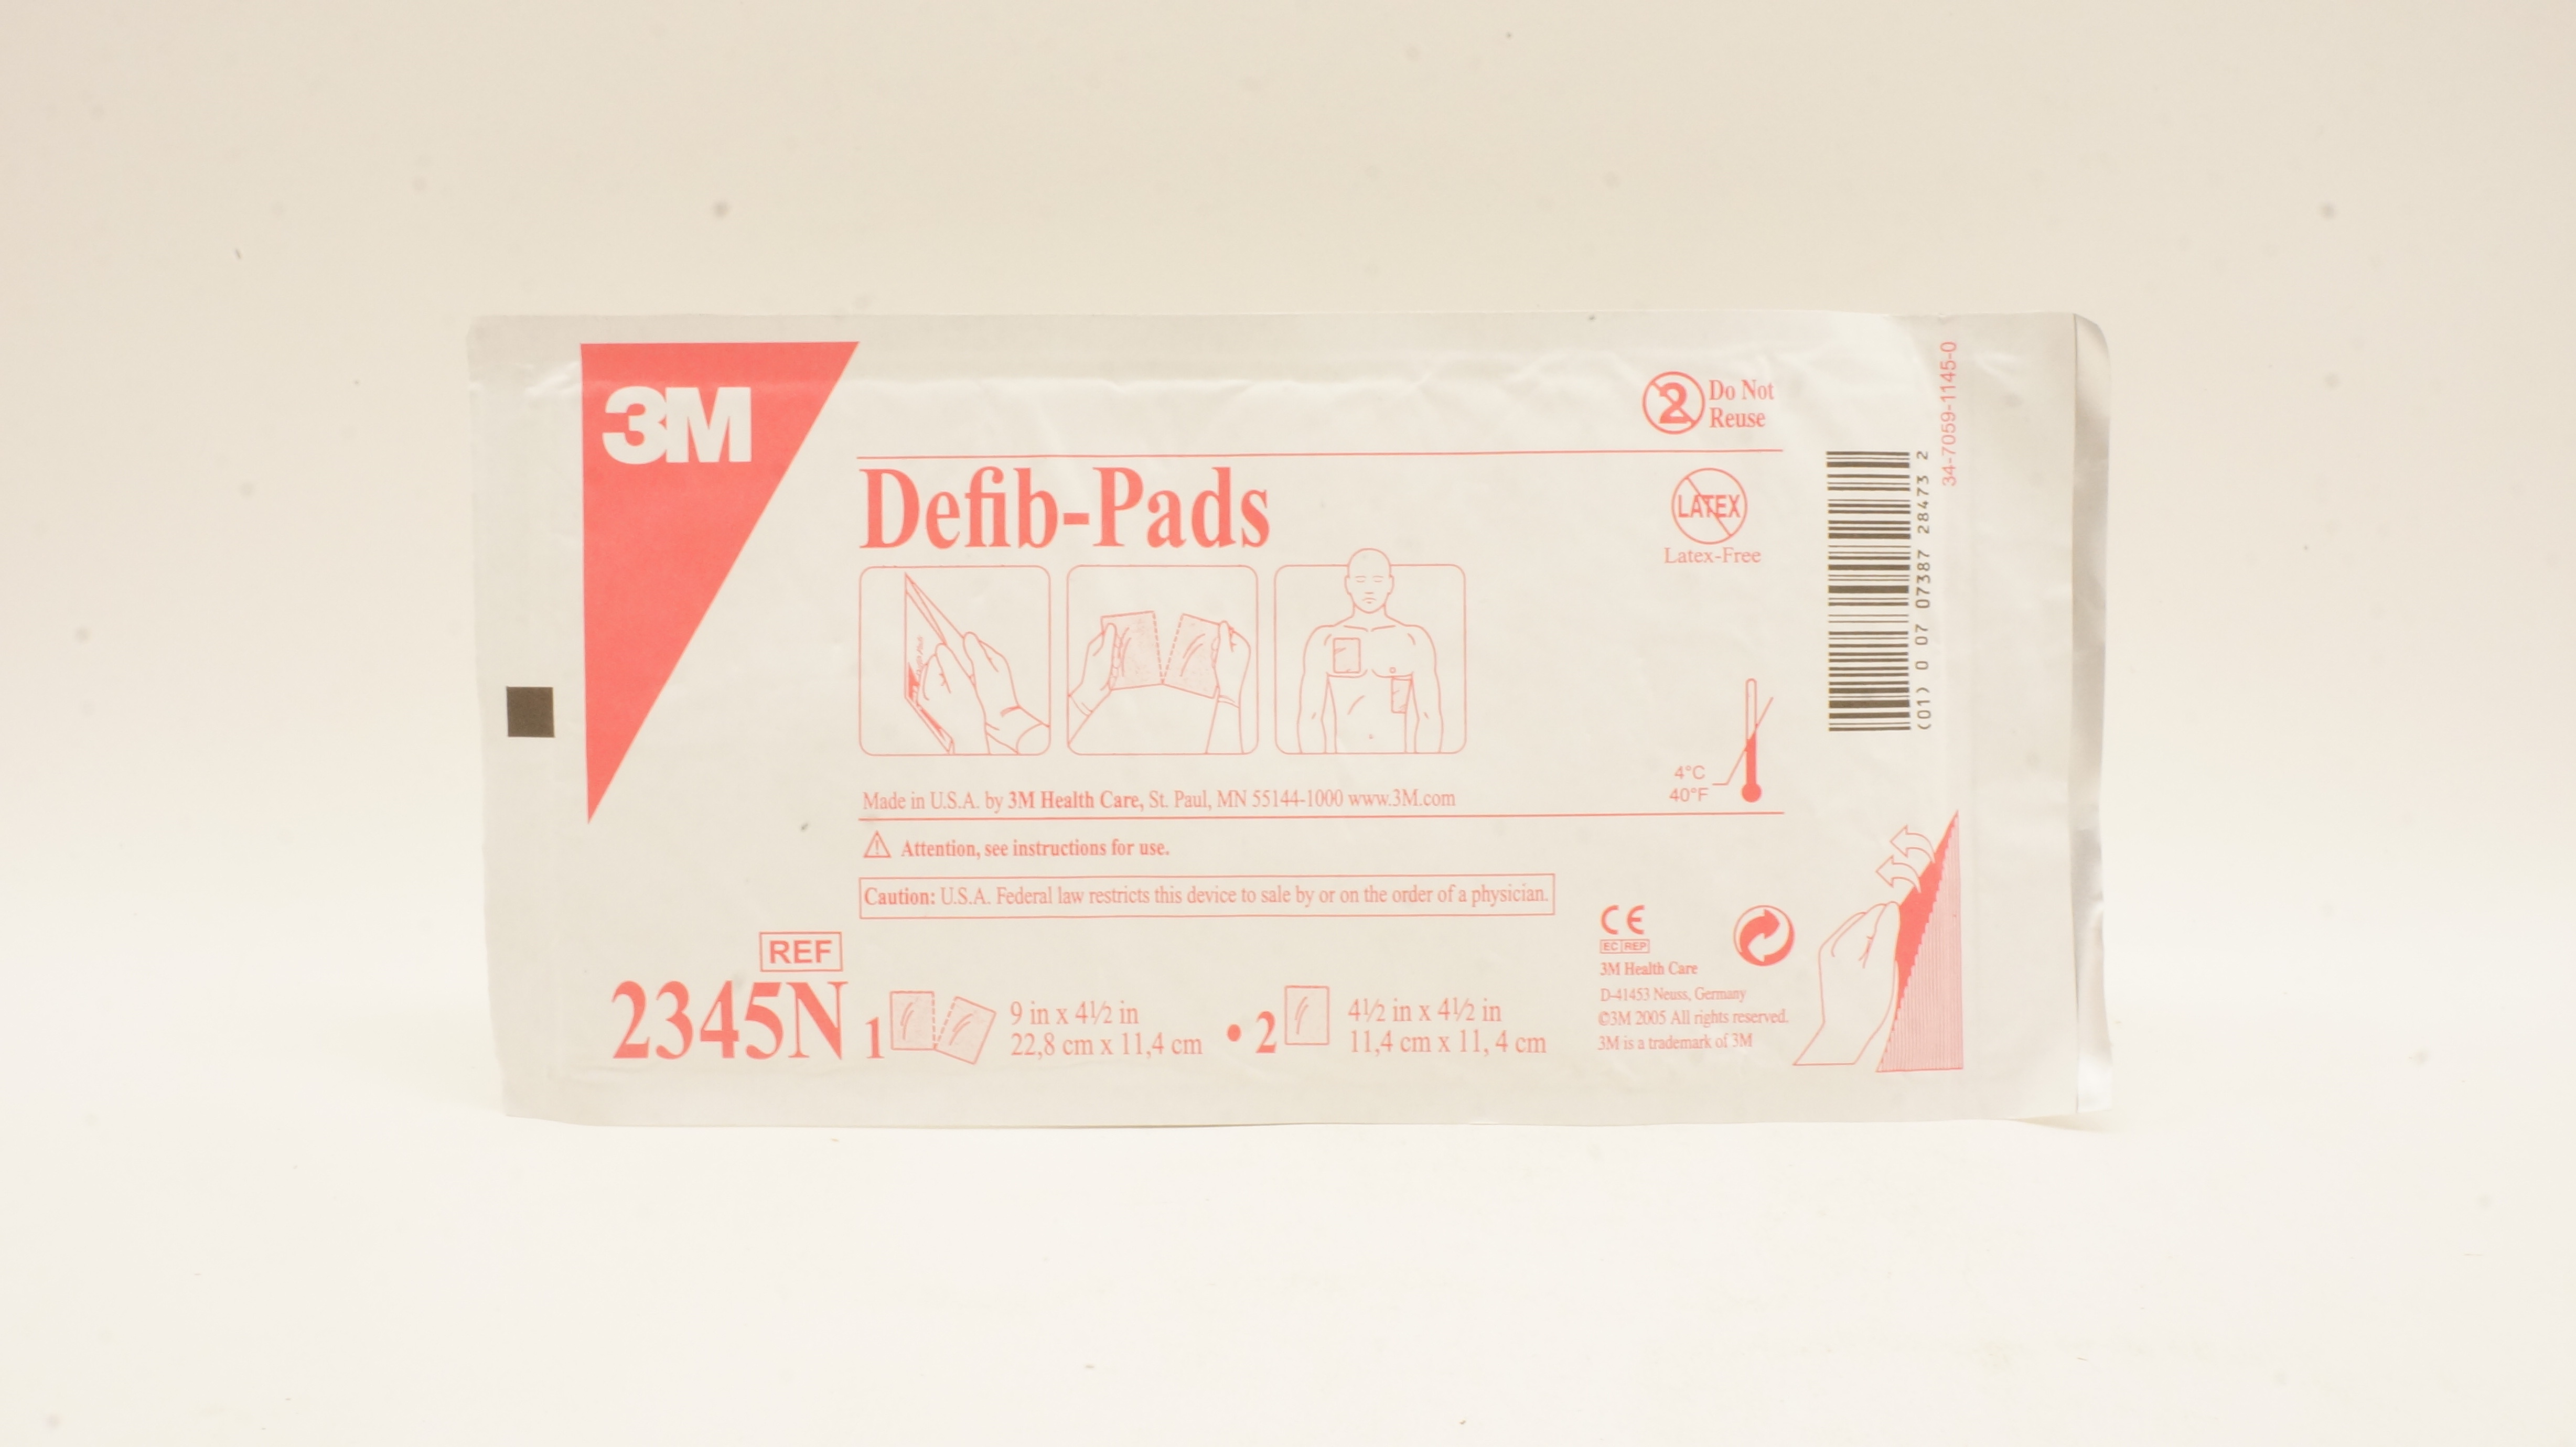 3M
2 Do Not
Reuse
Defib-Pads
LATEX
Latex-Free
4°C
40°F
Made in U.S.A. by 3M Health Care, St. Paul, MN 55144-1000 www.3M.com
Attention, see instructions for use.
Caution: U.S.A. Federal law restricts this device to sale by or on the order of a physician.
REF
2345N
1
9 in x 4½ in
22,8 cm x 11,4 cm
• 2
4½ in x 4½ in
11,4 cm x 11, 4 cm
CE
EC REP
3M Health Care
D-41453 Neuss, Germany
©3M 2005 All rights reserved.
3M is a trademark of 3M
(01) 0 07 07387 28473 2
34-7059-1145-0